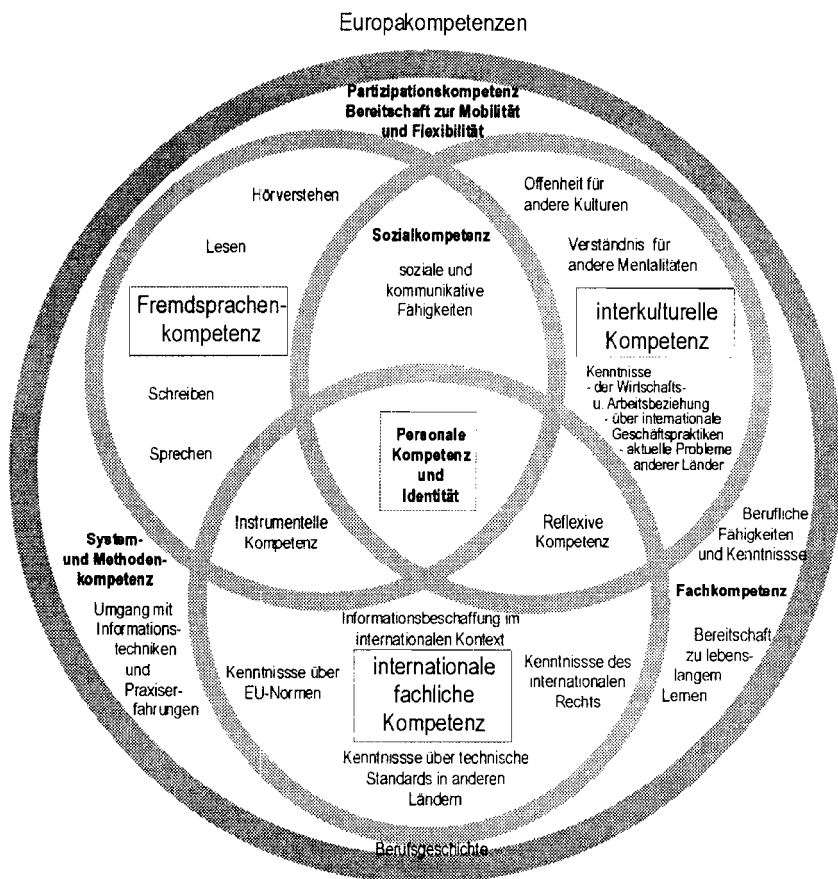 Europakompetenzen
Partizipationskompetenz
Bereitschaft zur Mobilität
und Flexibilität
Hörverstehen
Lesen
Fremdsprachen-
kompetenz
Schreiben
Sprechen
Sozialkompetenz
soziale und
kommunikative
Fähigkeiten
Offenheit für
andere Kulturen
Verständnis für
andere Mentalitäten
interkulturelle
Kompetenz
Kenntnisse
- der Wirtschafts-
u. Arbeitsbeziehung
- über internationale
Geschäftspraktiken
- aktuelle Probleme
anderer Länder
Personale
Kompetenz
und
Identität
Instrumentelle
Kompetenz
Reflexive
Kompetenz
System-
und Methoden-
kompetenz
Umgang mit
Informations-
techniken
und
Praxiser-
fahrungen
Berufliche
Fähigkeiten
und Kenntnissse
Fachkompetenz
Bereitschaft
zu lebens-
langem
Lernen
Informationsbeschaffung im
internationalen Kontext
Kenntnissse über
EU-Normen
internationale
fachliche
Kompetenz
Kenntnissse des
internationalen
Rechts
Kenntnissse über technische
Standards in anderen
Ländern
Berufsgeschichte